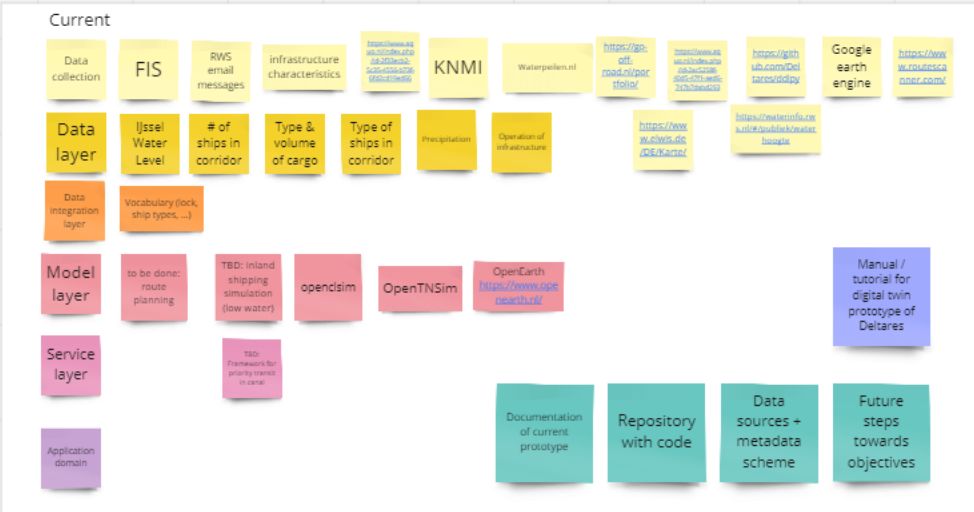 Current
Data
collection
FIS
RWS
email
messages
infrastructure
characteristics
KNMI
Waterpeilen.nl
https://go-
off-
road.nl/por
tfolio/
https://gith
ub.com/Del
tares/ddlpy
Google
earth
engine
https://ww
w.routesca
nner.com/
Data
layer
IJssel
Water
Level
# of
ships in
corridor
Type &
volume
of cargo
Type of
ships in
corridor
Precipitation
Operation of
infrastructure
https://ww
w.elwis.de
/DE/Karte/
https://waterinfo.rw
s.nl/#/publiek/water
hoogte
Data
integration
layer
Vocabulary (lock,
ship types, ...)
Model
layer
to be done:
route
planning
TBD: inland
shipping
simulation
(low water)
openclsim
OpenTNSim
OpenEarth
https://www.ope
nearth.nl/
Manual /
tutorial for
digital twin
prototype of
Deltares
Service
layer
TBD:
Framework for
priority transit
in canal
Application
domain
Documentation
of current
prototype
Repository
with code
Data
sources +
metadata
scheme
Future
steps
towards
objectives